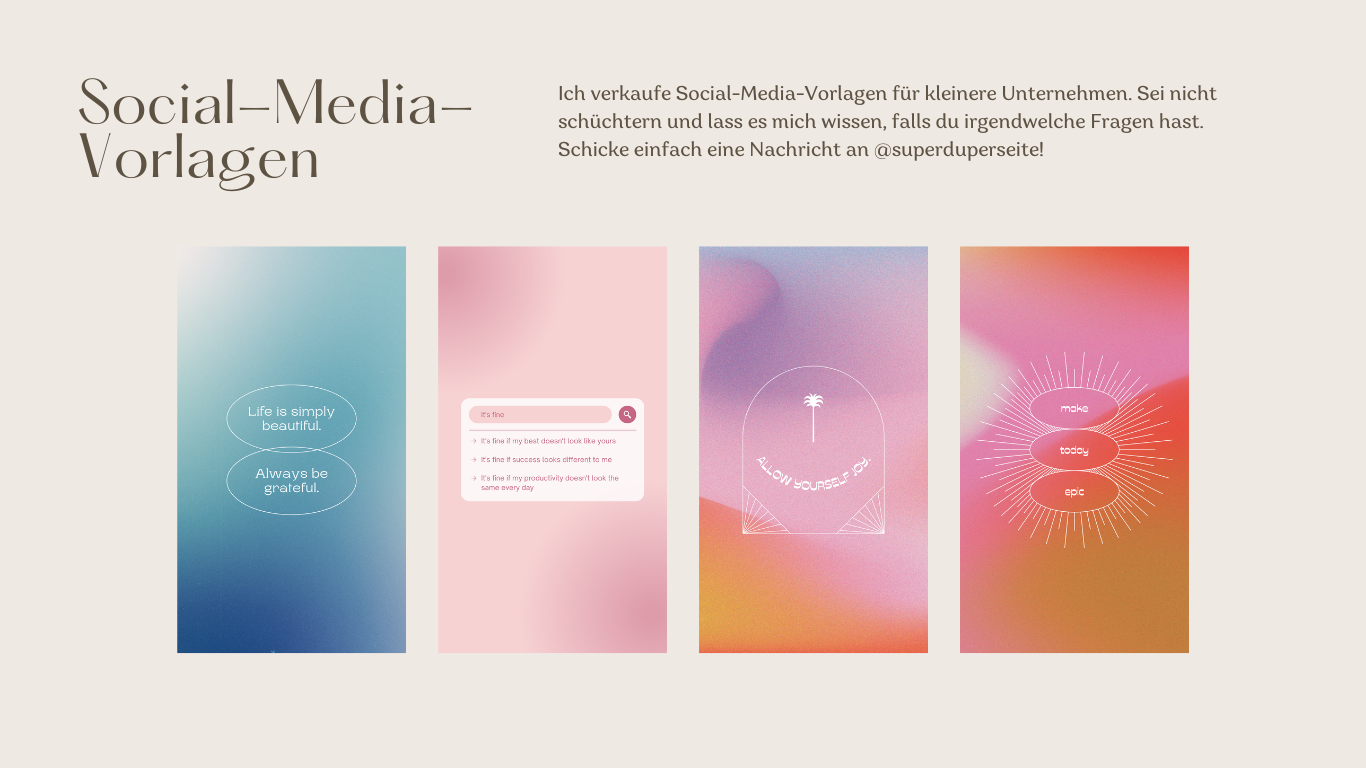 Social-Media-
Vorlagen
Ich verkaufe Social-Media-Vorlagen für kleinere Unternehmen. Sei nicht
schüchtern und lass es mich wissen, falls du irgendwelche Fragen hast.
Schicke einfach eine Nachricht an @superduperseite!
Life is simply
beautiful.
Always be
grateful.
it's fine
→ It's fine if my best doesn't look like yours
→ It's fine if success looks different to me
→ It's fine if my productivity doesn't look the
same every day
ALLOW YOURSELF JOY.
make
today
epic